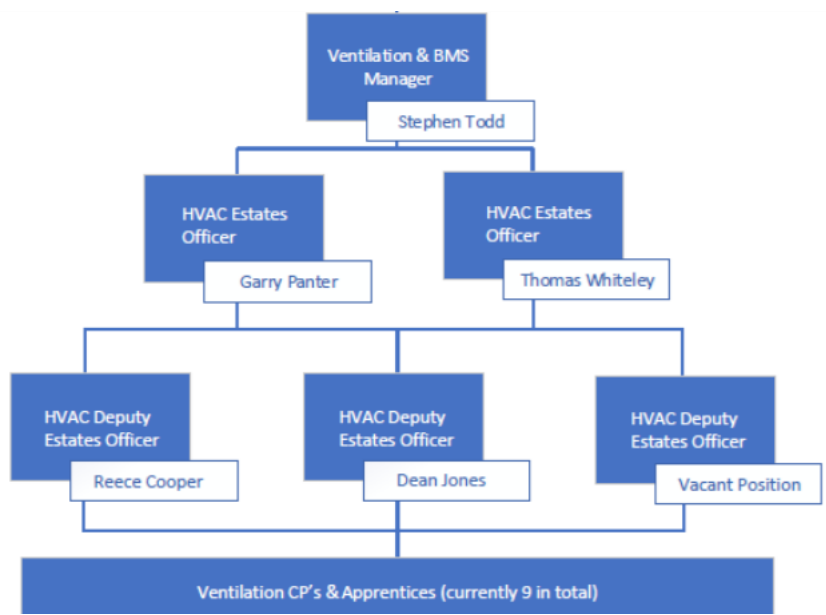 Ventilation & BMS
Manager
Stephen Todd
HVAC Estates
Officer
Garry Panter
HVAC Estates
Officer
Thomas Whiteley
HVAC Deputy
Estates Officer
Reece Cooper
HVAC Deputy
Estates Officer
Dean Jones
HVAC Deputy
Estates Officer
Vacant Position
Ventilation CP's & Apprentices (currently 9 in total)